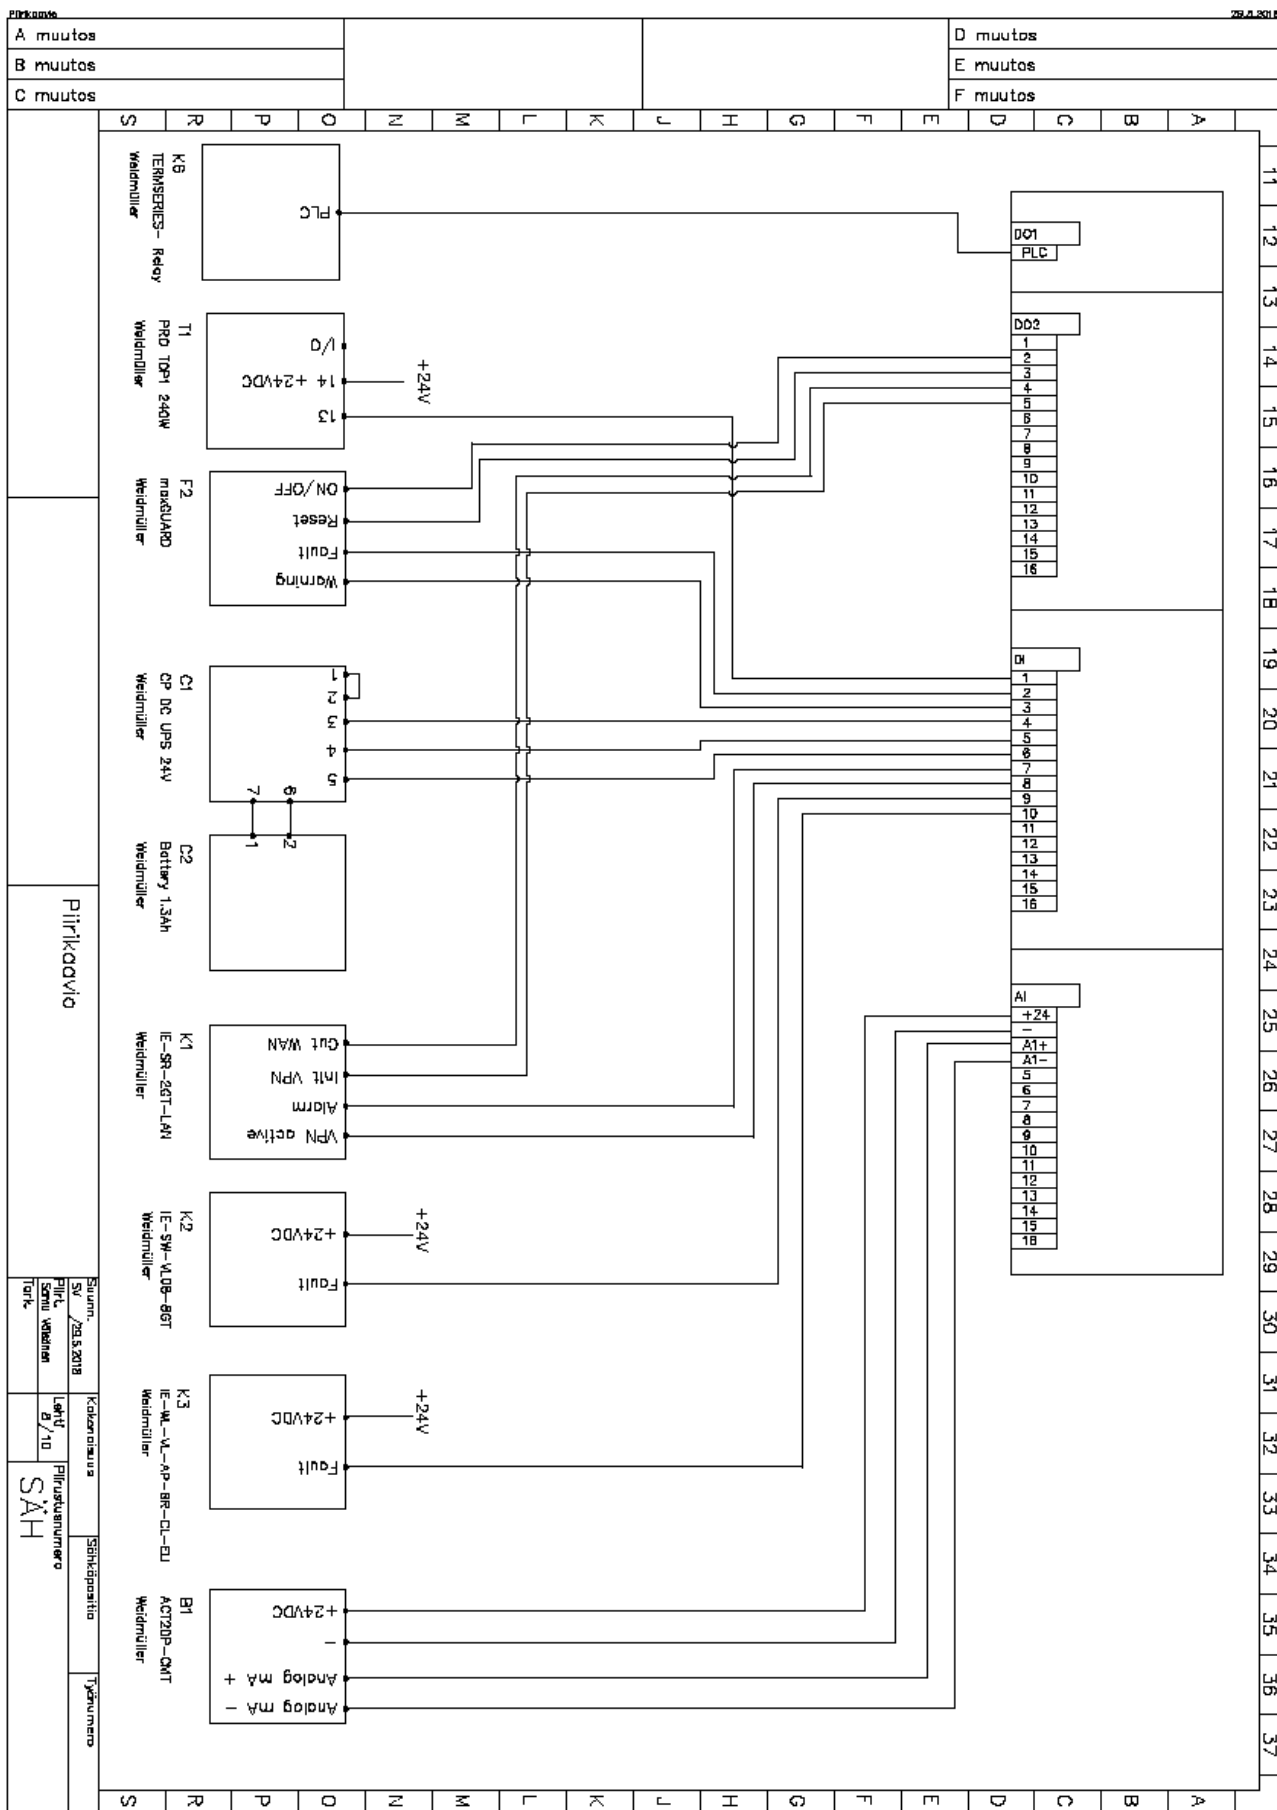 Piirikaavio
A muutos
B muutos
C muutos
D muutos
E muutos
F muutos
S R P O N M L K J H G F E D C B A
11
12
13
14
15
16
17
18
19
20
21
22
23
24
25
26
27
28
29
30
31
32
33
34
35
36
37
K6
TERMSERIES- Relay
Weidmüller
PLC
T1
PRO TOP1 240W
Weidmüller
I/O
14 + +24VDC
13
+24V
F2
maxGUARD
Weidmüller
ON/OFF
Reset
Fault
Warning
C1
CP DC UPS 24V
Weidmüller
1
2
3
4
5
7
6
C2
Battery 1.3Ah
Weidmüller
1
2
K1
IE-SR-2GT-LAN
Weidmüller
Cut WAN
Init VPN
Alarm
VPN active
K2
Weidmüller
+24VDC
Fault
+24V
K3
IE-WL-VL-AP-BR-CL-EU
Weidmüller
+24VDC
Fault
+24V
B1
ACT20P-CMT
Weidmüller
+24VDC
-
Analog mA +
Analog mA -
DO1
PLC
DO2
1
2
3
4
5
6
7
8
9
10
11
12
13
14
15
16
DI
1
2
3
4
5
6
7
8
9
10
11
12
13
14
15
16
AI
+24
-
A1+
A1-
5
6
7
8
9
10
11
12
13
14
15
16
Piirikaavio
Suunn.
SV /29.5.2018
Piirt.
Tark.
Kokonaisuus
Lehti
8/10
Piirustusnumero
SÄH
Sähköpositio
Työnumero
S R P O N M L K J H G F E D C B A